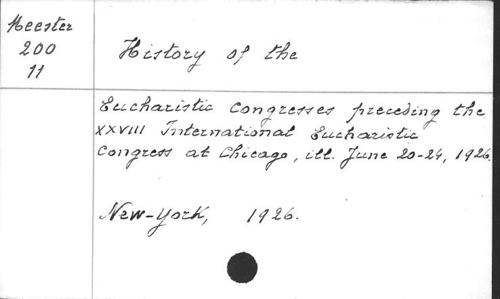 Meester
200
11
History of the
Eucharistic Congresses preceding the
XXVIII International Eucharistic
Congress at Chicago, ill. June 20-24, 1926.
New-York, 1926.